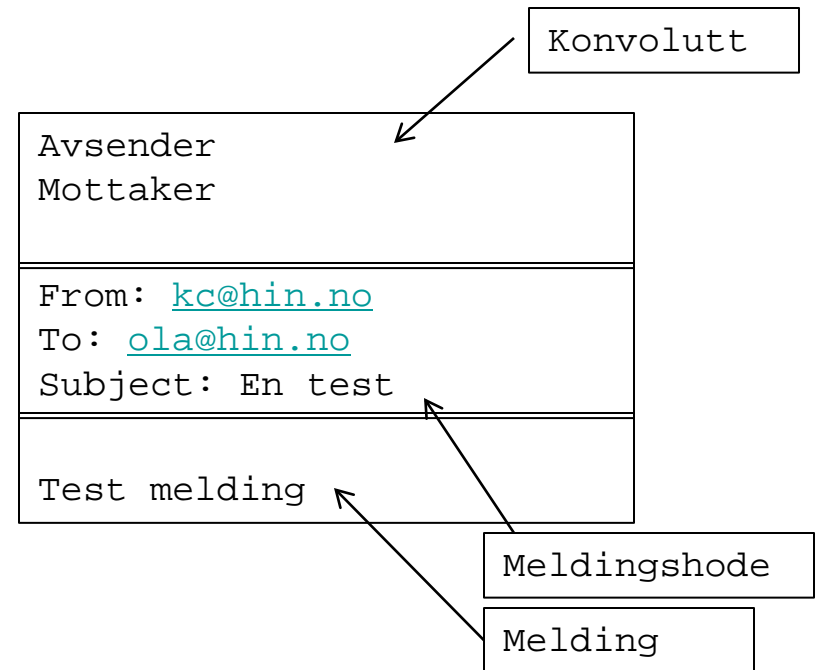 Konvolutt
Avsender
Mottaker
From: kc@hin.no
To: ola@hin.no
Subject: En test
Test melding
Meldingshode
Melding